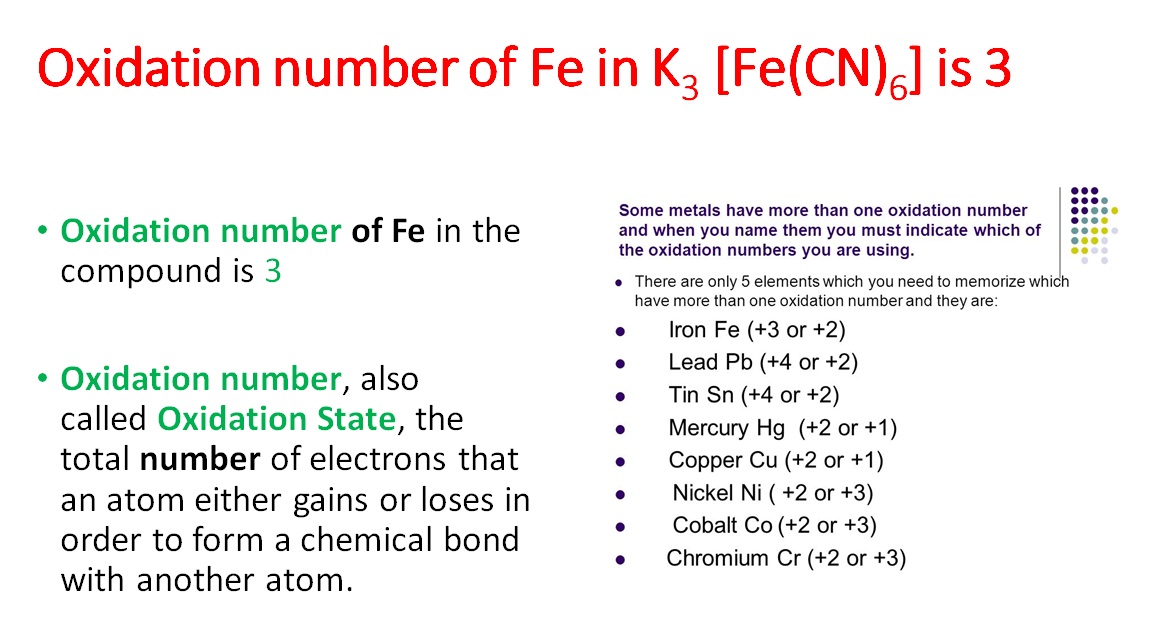 Oxidation number of Fe in K₃ [Fe(CN)₆] is 3
• Oxidation number of Fe in the
compound is 3
• Oxidation number, also
called Oxidation State, the
total number of electrons that
an atom either gains or loses in
order to form a chemical bond
with another atom.
Some metals have more than one oxidation number
and when you name them you must indicate which of
the oxidation numbers you are using.
• There are only 5 elements which you need to memorize which
have more than one oxidation number and they are:
• Iron Fe (+3 or +2)
• Lead Pb (+4 or +2)
• Tin Sn (+4 or +2)
• Mercury Hg (+2 or +1)
• Copper Cu (+2 or +1)
• Nickel Ni ( +2 or +3)
• Cobalt Co (+2 or +3)
• Chromium Cr (+2 or +3)